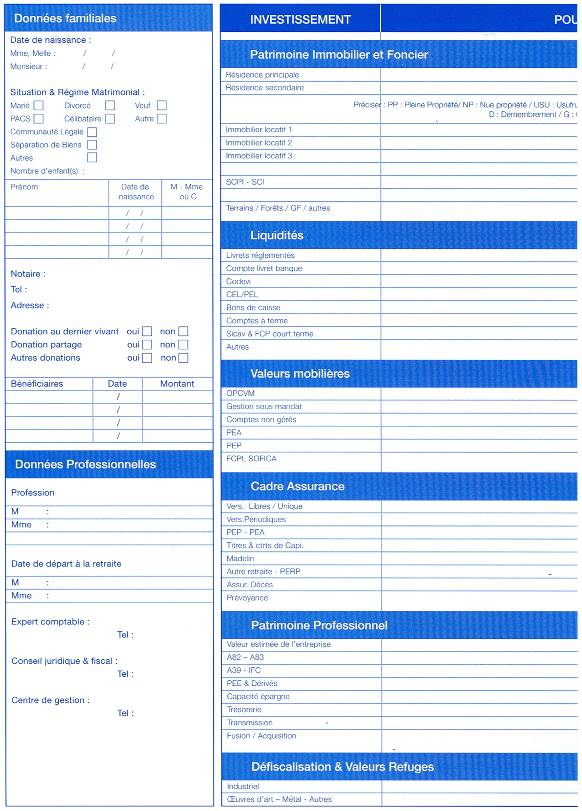 Données familiales
Date de naissance :
Mme, Melle : / /
Monsieur : / /
Situation & Régime Matrimonial :
Marié Divorcé Veuf
PACS Célibataire Autre
Communauté Légale
Séparation de Biens
Autres
Nombre d'enfant(s) :
Prénom Date de naissance M - Mme ou C
/ /
/ /
/ /
/ /
Notaire :
Tel :
Adresse :
Donation au dernier vivant oui non
Donation partage oui non
Autres donations oui non
Bénéficiaires Date Montant
/
/
/
/
Données Professionnelles
Profession
M :
Mme :
Date de départ à la retraite
M :
Mme :
Expert comptable :
Tel :
Conseil juridique & fiscal :
Tel :
Centre de gestion :
Tel :
INVESTISSEMENT POU
Patrimoine Immobilier et Foncier
Résidence principale
Résidence secondaire
Préciser : PP : Pleine Propriété/ NP : Nue propriété / USU : Usufru
D : Démembrement / G :
Immobilier locatif 1
Immobilier locatif 2
Immobilier locatif 3
SCPI - SCI
Terrains / Forêts / GF / autres
Liquidités
Livrets réglementés
Compte livret banque
Codevi
CEL/PEL
Bons de caisse
Comptes à terme
Sicav & FCP court terme
Autres
Valeurs mobilières
OPCVM
Gestion sous mandat
Comptes non gérés
PEA
PEP
FCPI, SOFICA
Cadre Assurance
Vers. Libres / Unique
Vers.Périodiques
PEP - PEA
Titres & ctrts de Capi.
Madelin
Autre retraite - PERP
Assur. Décès
Prévoyance
Patrimoine Professionnel
Valeur estimée de l'entreprise
A82 – A83
A39 - IFC
PEE & Dérivés
Capacité épargne
Trésorerie
Transmission
Fusion / Acquisition
Défiscalisation & Valeurs Refuges
Industriel
Œuvres d'art – Métal - Autres